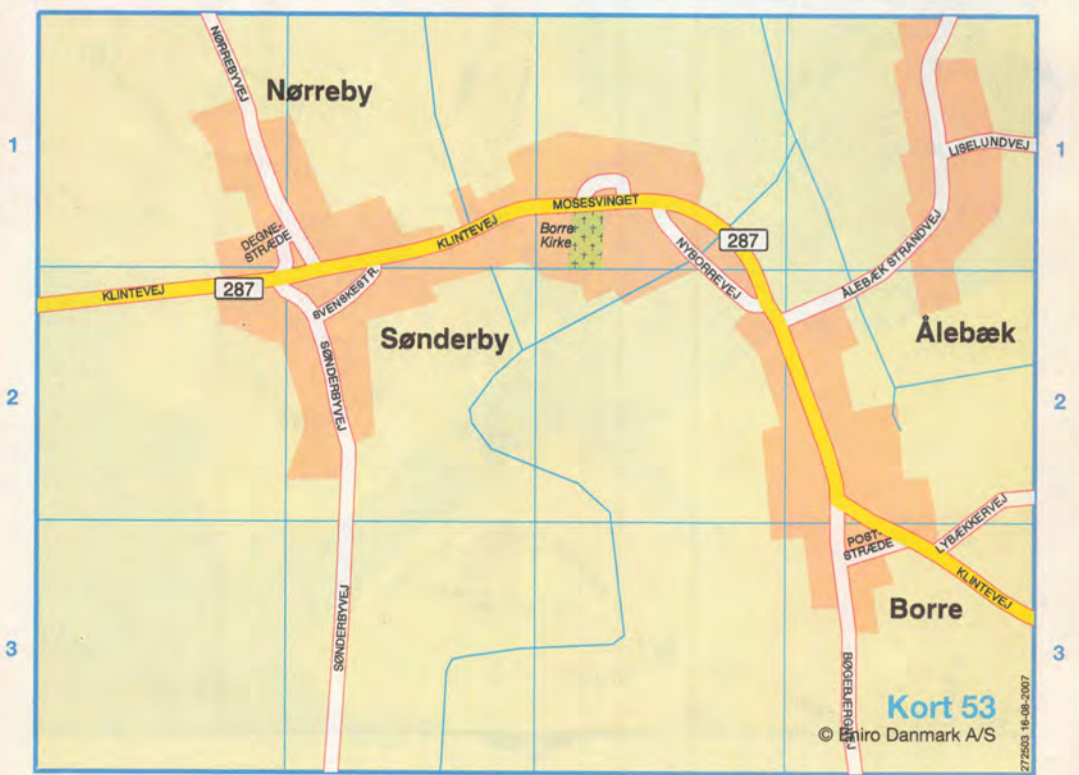 NØRREBYVEJ
Nørreby
1
1
LISELUNDVEJ
MOSESVINGET
DEGNE-
STRÆDE
KLINTEVEJ
Borre
Kirke
NYBORREVEJ
287
ÅLEBÆK STRANDVEJ
KLINTEVEJ
287
SVENSKESTR.
Sønderby
Ålebæk
SØNDERBYVEJ
2
2
POST-
STRÆDE
LYBÆKKERVEJ
KLINTEVEJ
Borre
SØNDERBYVEJ
3
3
BØGEBJERGVEJ
Kort 53
© Eniro Danmark A/S
272503 16-08-2007